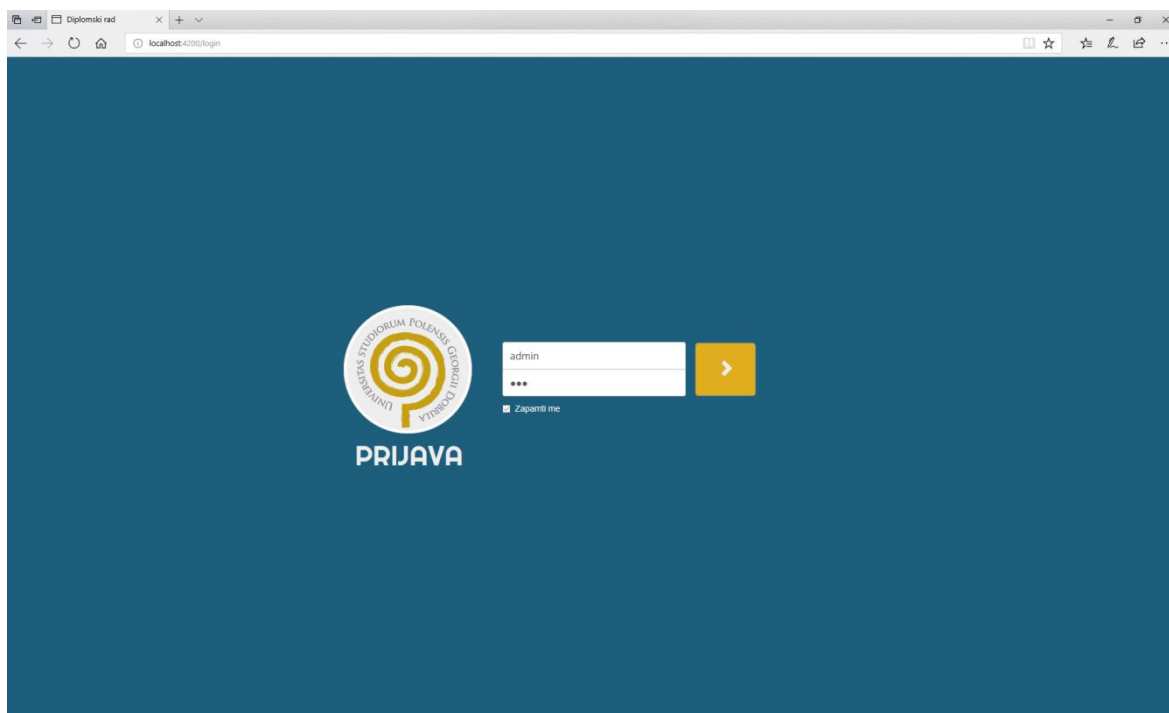 Diplomski rad
localhost:4200/login
UNIVERSITAS STUDIORUM POLENSIS GEORGII DOBRILA
admin
•••
Zapamti me
PRIJAVA